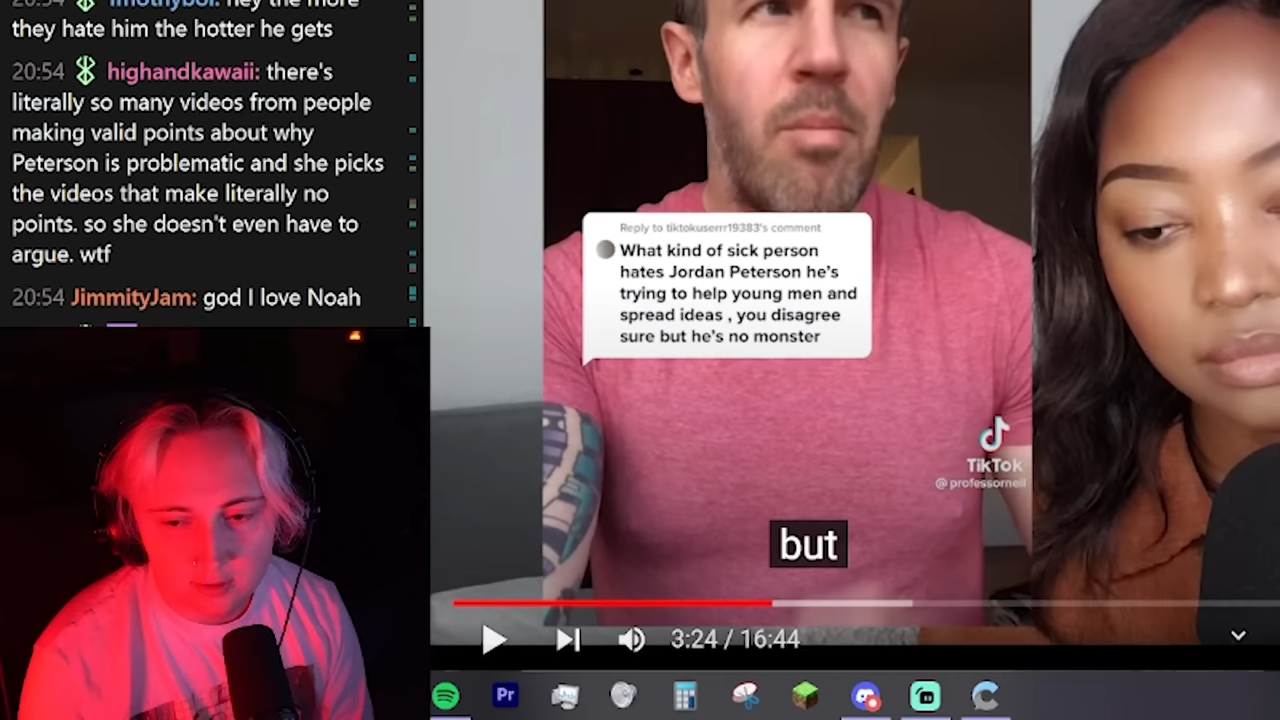 they hate him the hotter he gets
20:54 highandkawaii: there's
literally so many videos from people
making valid points about why
Peterson is problematic and she picks
the videos that make literally no
points. so she doesn't even have to
argue. wtf
20:54 JimmityJam: god I love Noah
Reply to tiktokuserrr19383's comment
What kind of sick person
hates Jordan Peterson he's
trying to help young men and
spread ideas , you disagree
sure but he's no monster
TikTok
@professorneil
but
3:24 / 16:44
Pr